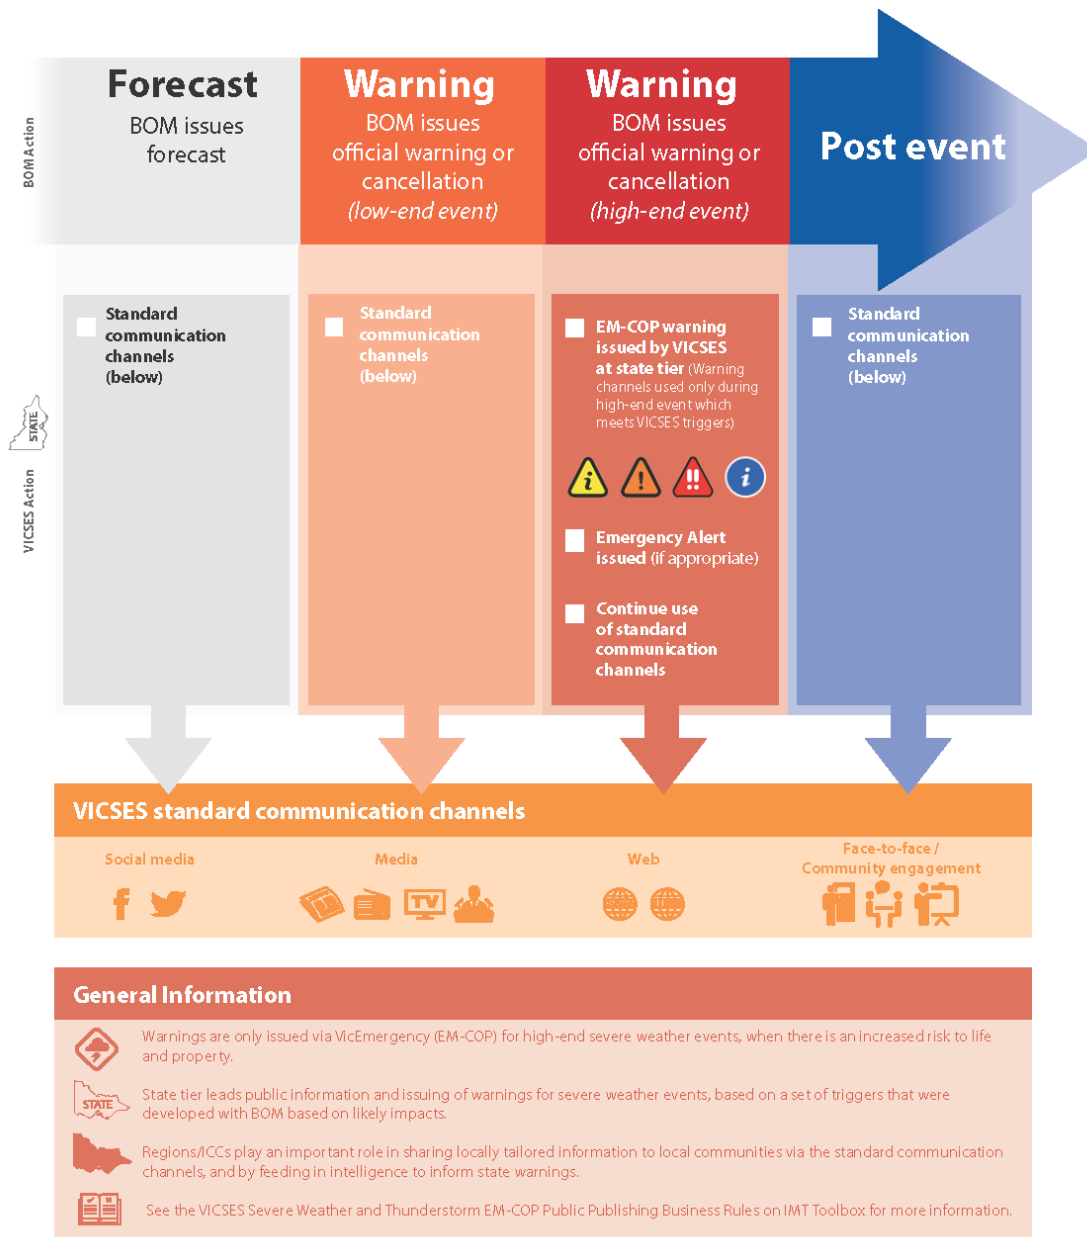 BOM Action
Forecast
BOM issues
forecast
Warning
BOM issues
official warning or
cancellation
(low-end event)
Warning
BOM issues
official warning or
cancellation
(high-end event)
Post event
STATE
VICSES Action
Standard
communication
channels
(below)
Standard
communication
channels
(below)
EM-COP warning
issued by VICSES
at state tier (Warning
channels used only during
high-end event which
meets VICSES triggers)
Emergency Alert
issued (if appropriate)
Continue use
of standard
communication
channels
Standard
communication
channels
(below)
VICSES standard communication channels
Social media
Media
TV
Web
Face-to-face /
Community engagement
General Information
Warnings are only issued via VicEmergency (EM-COP) for high-end severe weather events, when there is an increased risk to life
and property.
STATE
State tier leads public information and issuing of warnings for severe weather events, based on a set of triggers that were
developed with BOM based on likely impacts.
Regions/ICCs play an important role in sharing locally tailored information to local communities via the standard communication
channels, and by feeding in intelligence to inform state warnings.
See the VICSES Severe Weather and Thunderstorm EM-COP Public Publishing Business Rules on IMT Toolbox for more information.